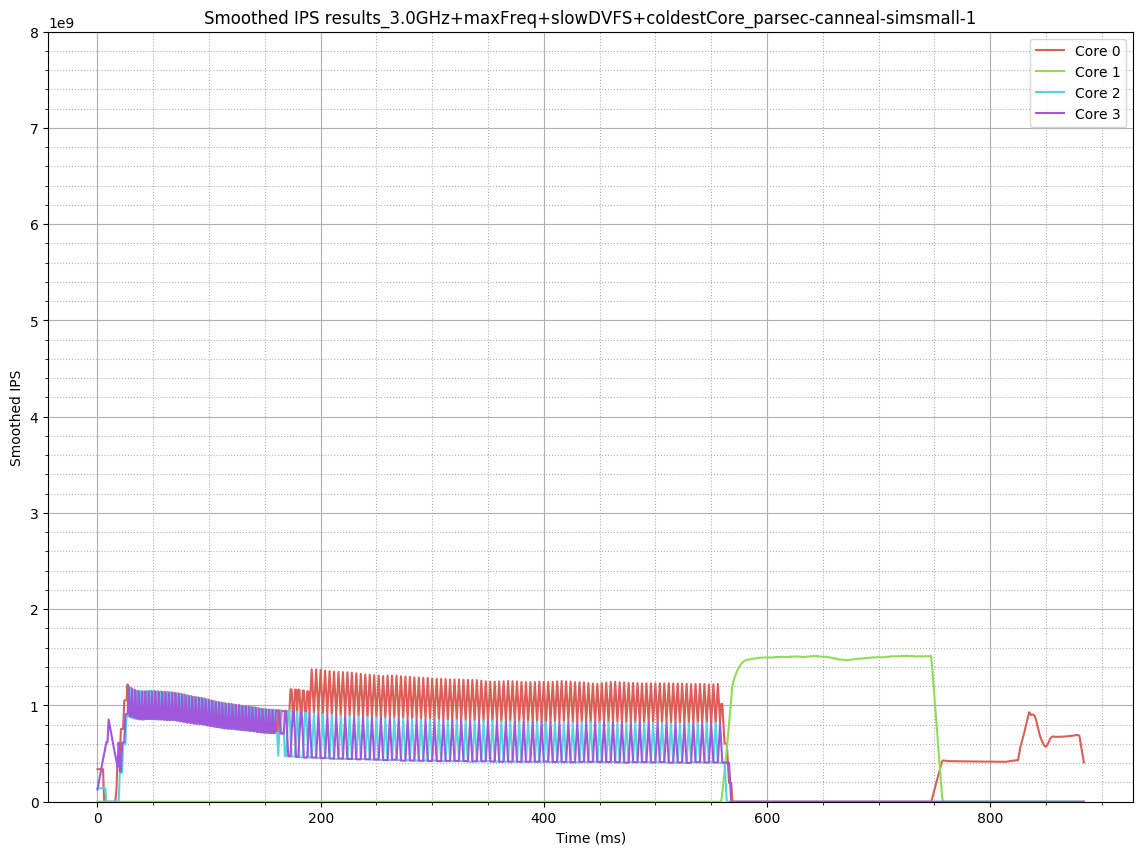 Smoothed IPS results_3.0GHz+maxFreq+slowDVFS+coldestCore_parsec-canneal-simsmall-1
1e9
8
7
6
5
4
3
2
1
0
Smoothed IPS
Core 0
Core 1
Core 2
Core 3
0 200 400 600 800
Time (ms)